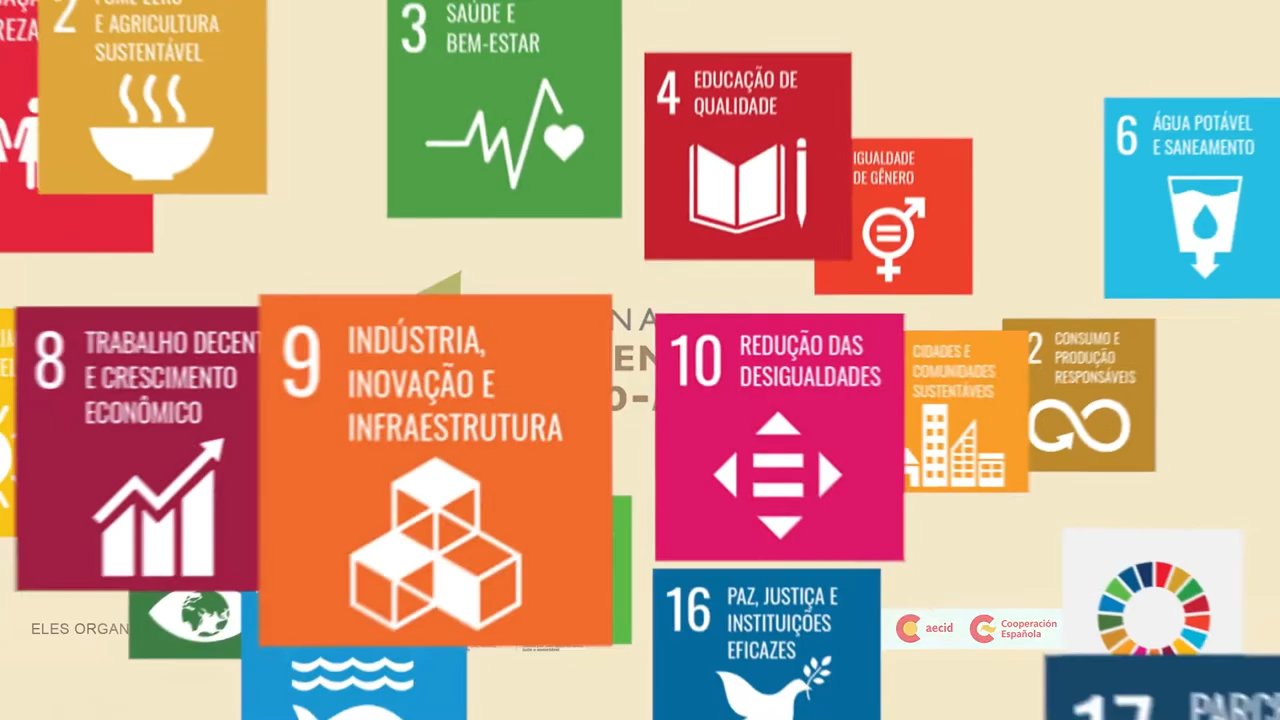 2
E AGRICULTURA
SUSTENTÁVEL
3
SAÚDE E
BEM-ESTAR
4
EDUCAÇÃO DE
QUALIDADE
IGUALDADE
DE GÊNERO
6
ÁGUA POTÁVEL
E SANEAMENTO
8
TRABALHO DECENT
E CRESCIMENTO
ECONÔMICO
9
INDÚSTRIA,
INOVAÇÃO E
INFRAESTRUTURA
10
REDUÇÃO DAS
DESIGUALDADES
CIDADES E
COMUNIDADES
SUSTENTÁVEIS
2
CONSUMO E
PRODUÇÃO
RESPONSÁVEIS
ELES ORGAN
16
PAZ, JUSTIÇA E
INSTITUIÇÕES
EFICAZES
aecid
Cooperación
Española
17
PARCE